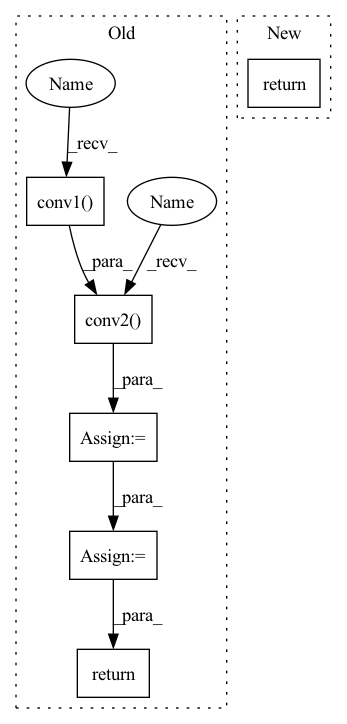 Old
New
Name
return
_recv_
conv1()
Name
_para_
_recv_
conv2()
_para_
Assign:=
_para_
Assign:=
_para_
return